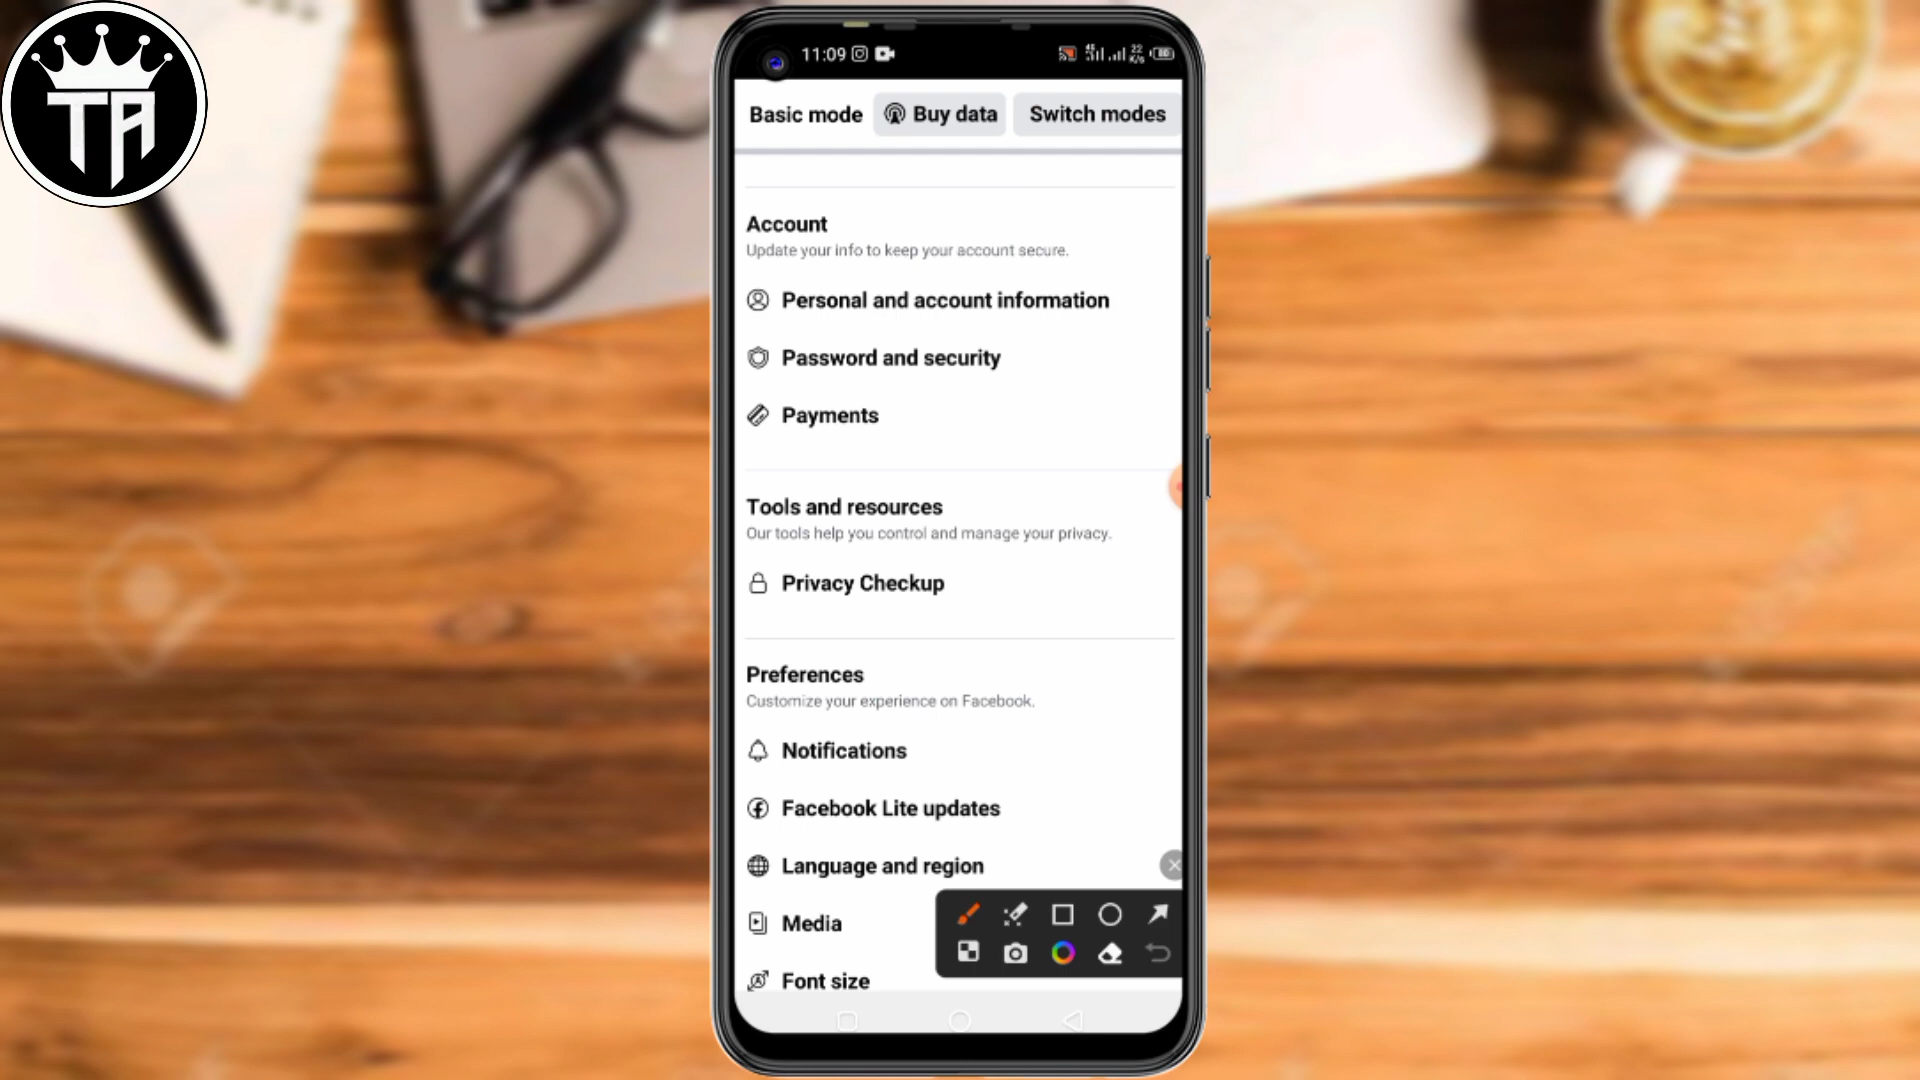 TA
11:09
22
K/s
Basic mode
Buy data
Switch modes
Account
Update your info to keep your account secure.
Personal and account information
Password and security
Payments
Tools and resources
Our tools help you control and manage your privacy.
Privacy Checkup
Preferences
Customize your experience on Facebook.
Notifications
Facebook Lite updates
Language and region
Media
Font size